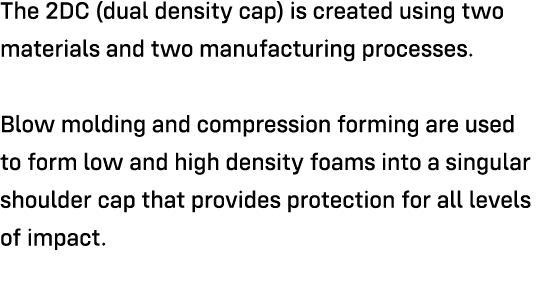 The 2DC (dual density cap) is created using two
materials and two manufacturing processes.
Blow molding and compression forming are used
to form low and high density foams into a singular
shoulder cap that provides protection for all levels
of impact.